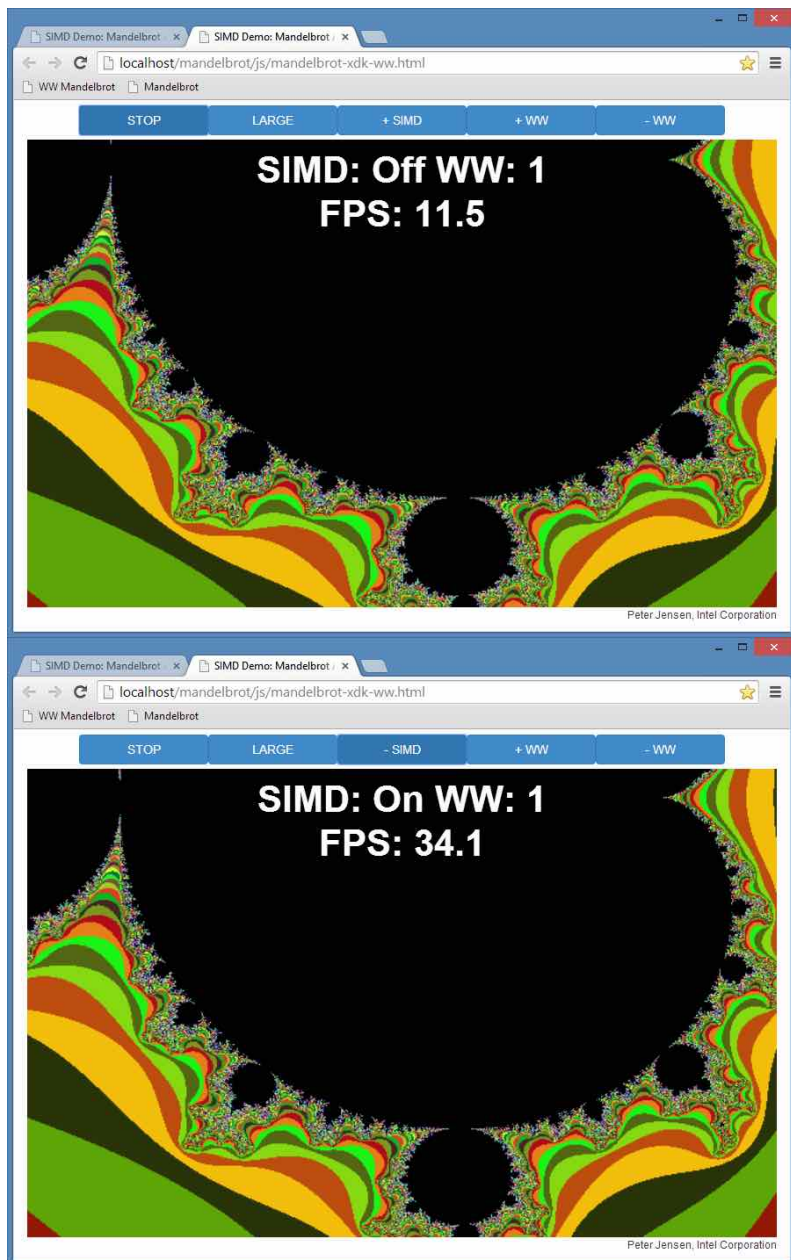 SIMD Demo: Mandelbrot
SIMD Demo: Mandelbrot
localhost/mandelbrot/js/mandelbrot-xdk-ww.html
WW Mandelbrot Mandelbrot
STOP LARGE + SIMD + WW - WW
SIMD: Off WW: 1
FPS: 11.5
Peter Jensen, Intel Corporation
SIMD Demo: Mandelbrot
SIMD Demo: Mandelbrot
localhost/mandelbrot/js/mandelbrot-xdk-ww.html
WW Mandelbrot Mandelbrot
STOP LARGE - SIMD + WW - WW
SIMD: On WW: 1
FPS: 34.1
Peter Jensen, Intel Corporation